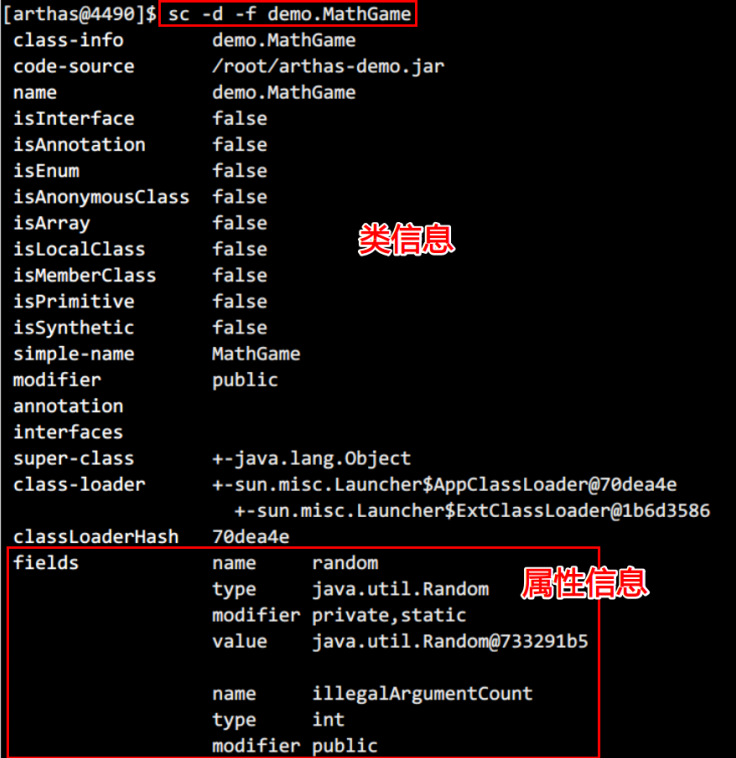 [arthas@4490]$ sc -d -f demo.MathGame
class-info demo.MathGame
code-source /root/arthas-demo.jar
name demo.MathGame
isInterface false
isAnnotation false
isEnum false
isAnonymousClass false
isArray false
isLocalClass false
isMemberClass false
isPrimitive false
isSynthetic false
simple-name MathGame
modifier public
annotation
interfaces
super-class +-java.lang.Object
class-loader +-sun.misc.Launcher$AppClassLoader@70dea4e
+-sun.misc.Launcher$ExtClassLoader@1b6d3586
classLoaderHash 70dea4e
fields name random
type java.util.Random
modifier private,static
value java.util.Random@733291b5
name illegalArgumentCount
type int
modifier public
类信息
属性信息